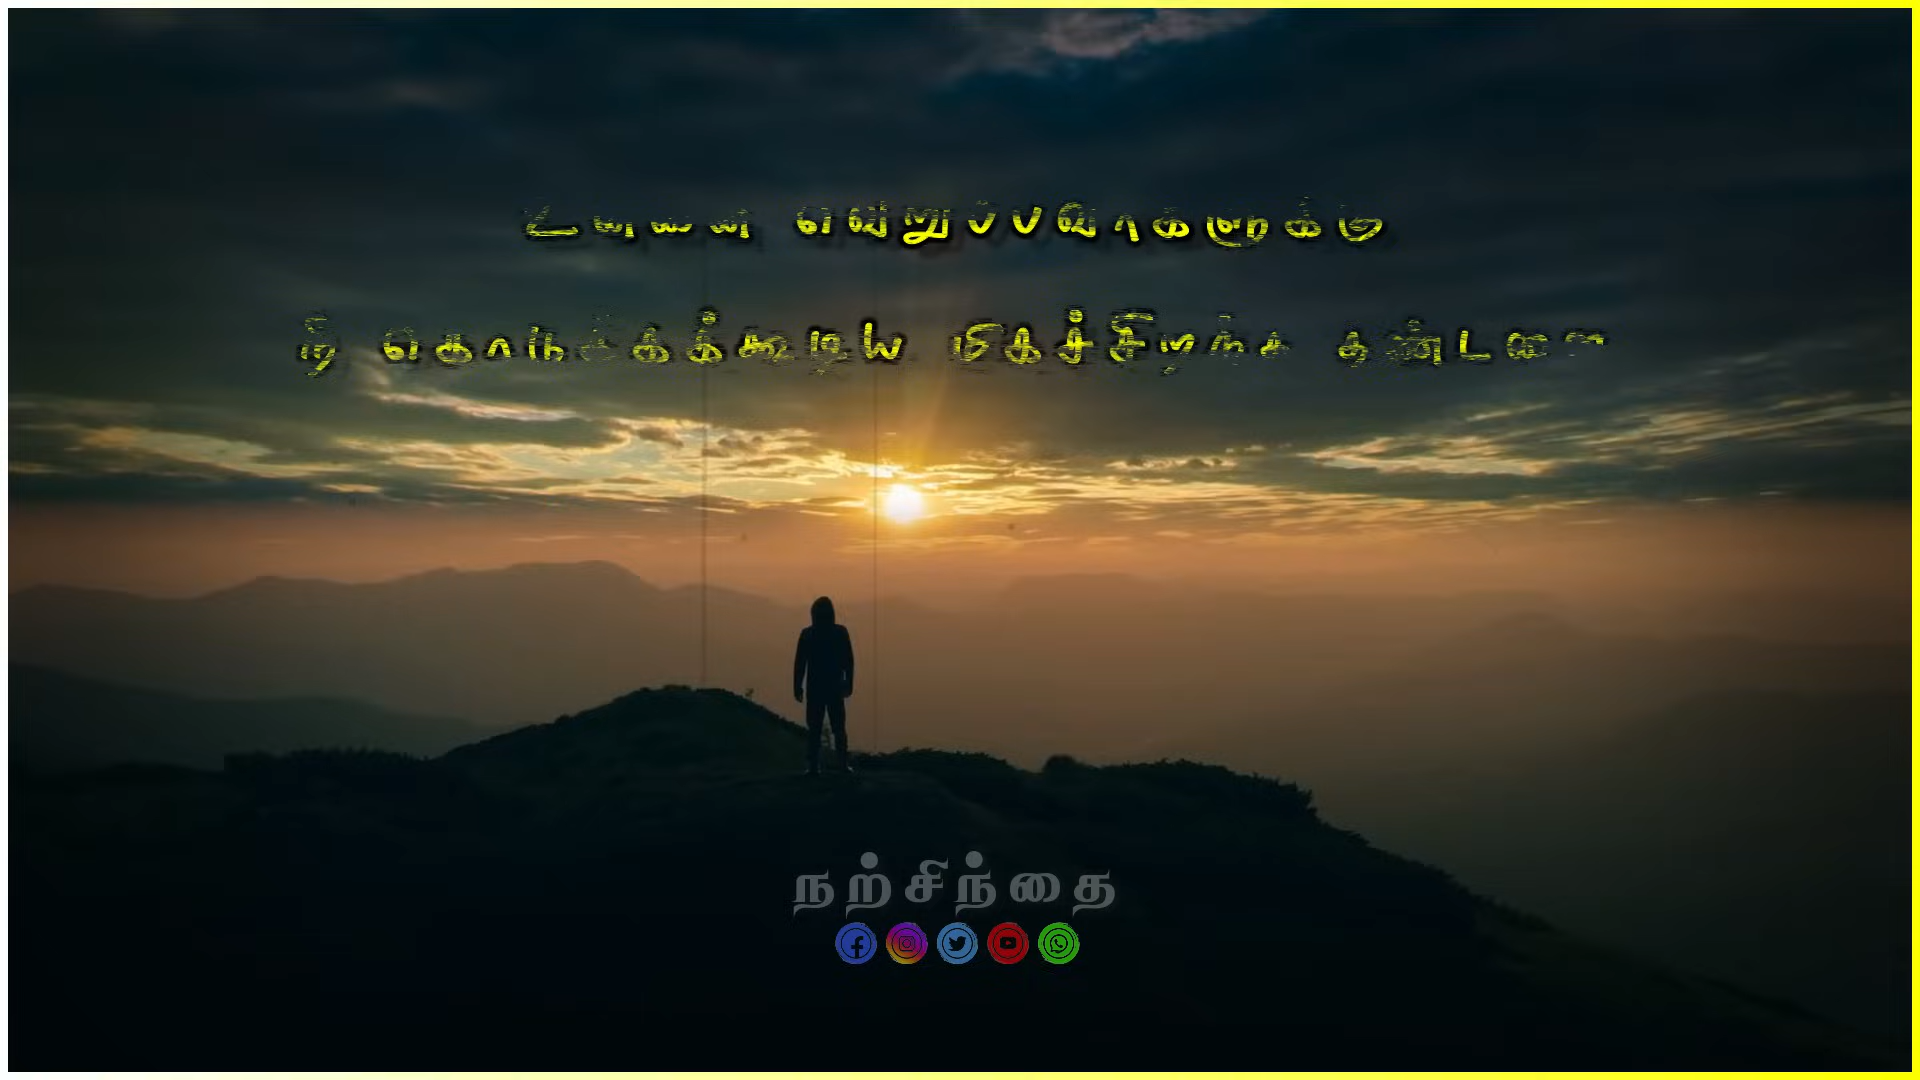 உன்னை வெறுப்பவர்களுக்கு
நீ கொடுக்கக்கூடிய மிகச்சிறந்த தண்டனை
நற்சிந்தை